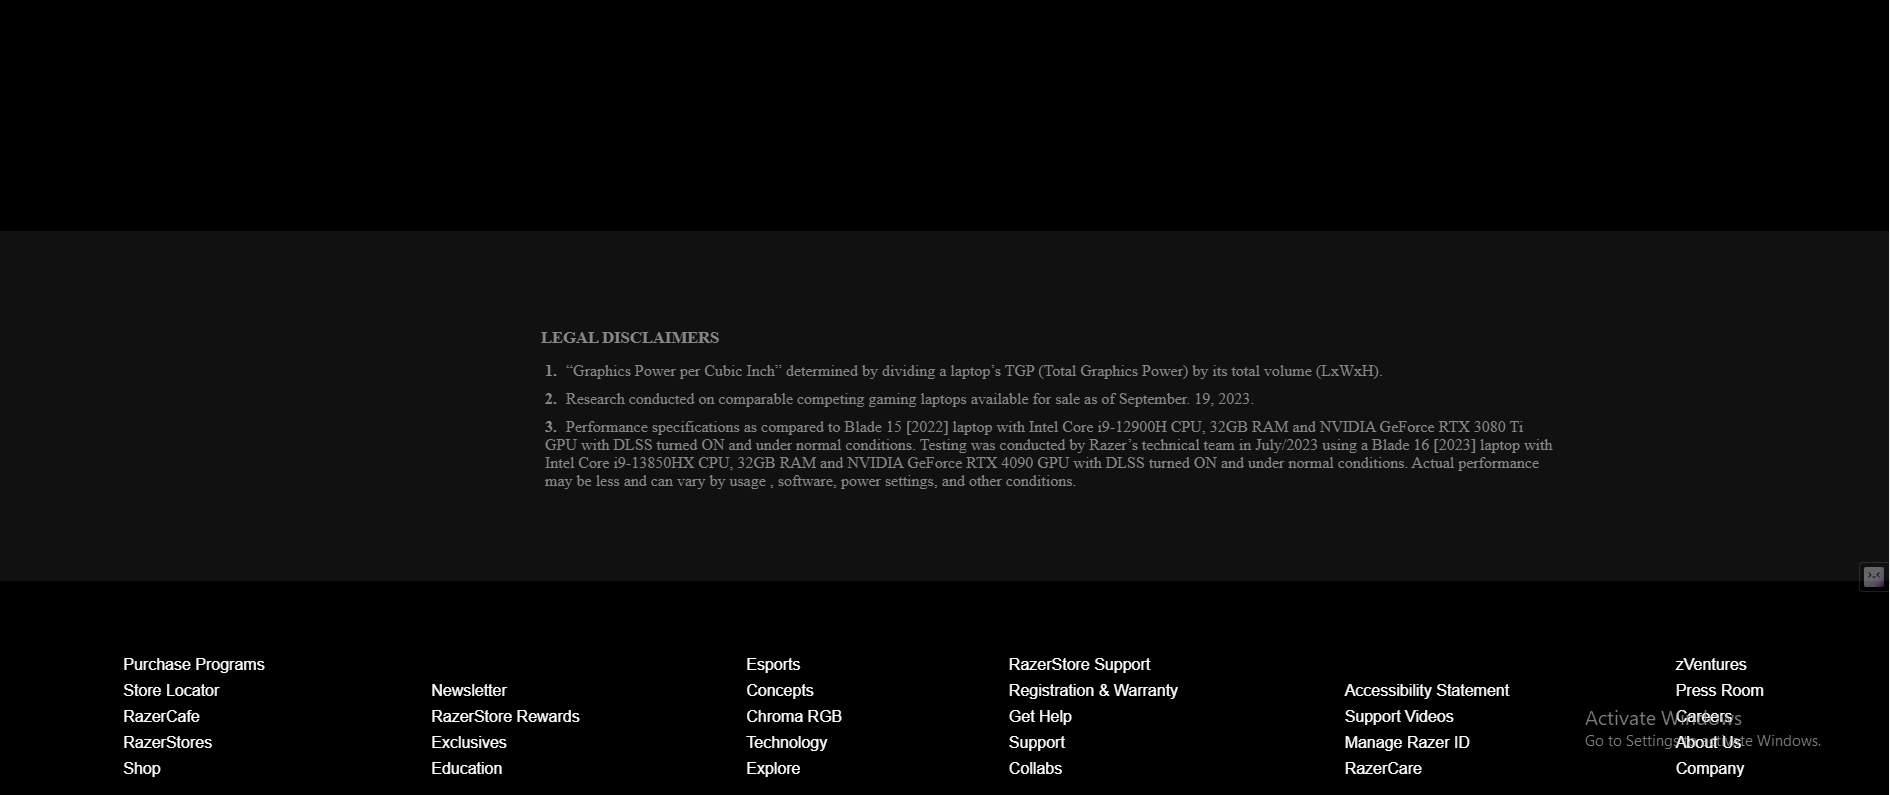 LEGAL DISCLAIMERS
1. “Graphics Power per Cubic Inch” determined by dividing a laptop’s TGP (Total Graphics Power) by its total volume (LxWxH).
2. Research conducted on comparable competing gaming laptops available for sale as of September. 19, 2023.
3. Performance specifications as compared to Blade 15 [2022] laptop with Intel Core i9-12900H CPU, 32GB RAM and NVIDIA GeForce RTX 3080 Ti
GPU with DLSS turned ON and under normal conditions. Testing was conducted by Razer’s technical team in July/2023 using a Blade 16 [2023] laptop with
Intel Core i9-13850HX CPU, 32GB RAM and NVIDIA GeForce RTX 4090 GPU with DLSS turned ON and under normal conditions. Actual performance
may be less and can vary by usage , software, power settings, and other conditions.
Purchase Programs
Store Locator
RazerCafe
RazerStores
Shop
Newsletter
RazerStore Rewards
Exclusives
Education
Esports
Concepts
Chroma RGB
Technology
Explore
RazerStore Support
Registration & Warranty
Get Help
Support
Collabs
Accessibility Statement
Support Videos
Manage Razer ID
RazerCare
zVentures
Press Room
Careers
About Us
Company
Activate Windows
Go to Settings to activate Windows.